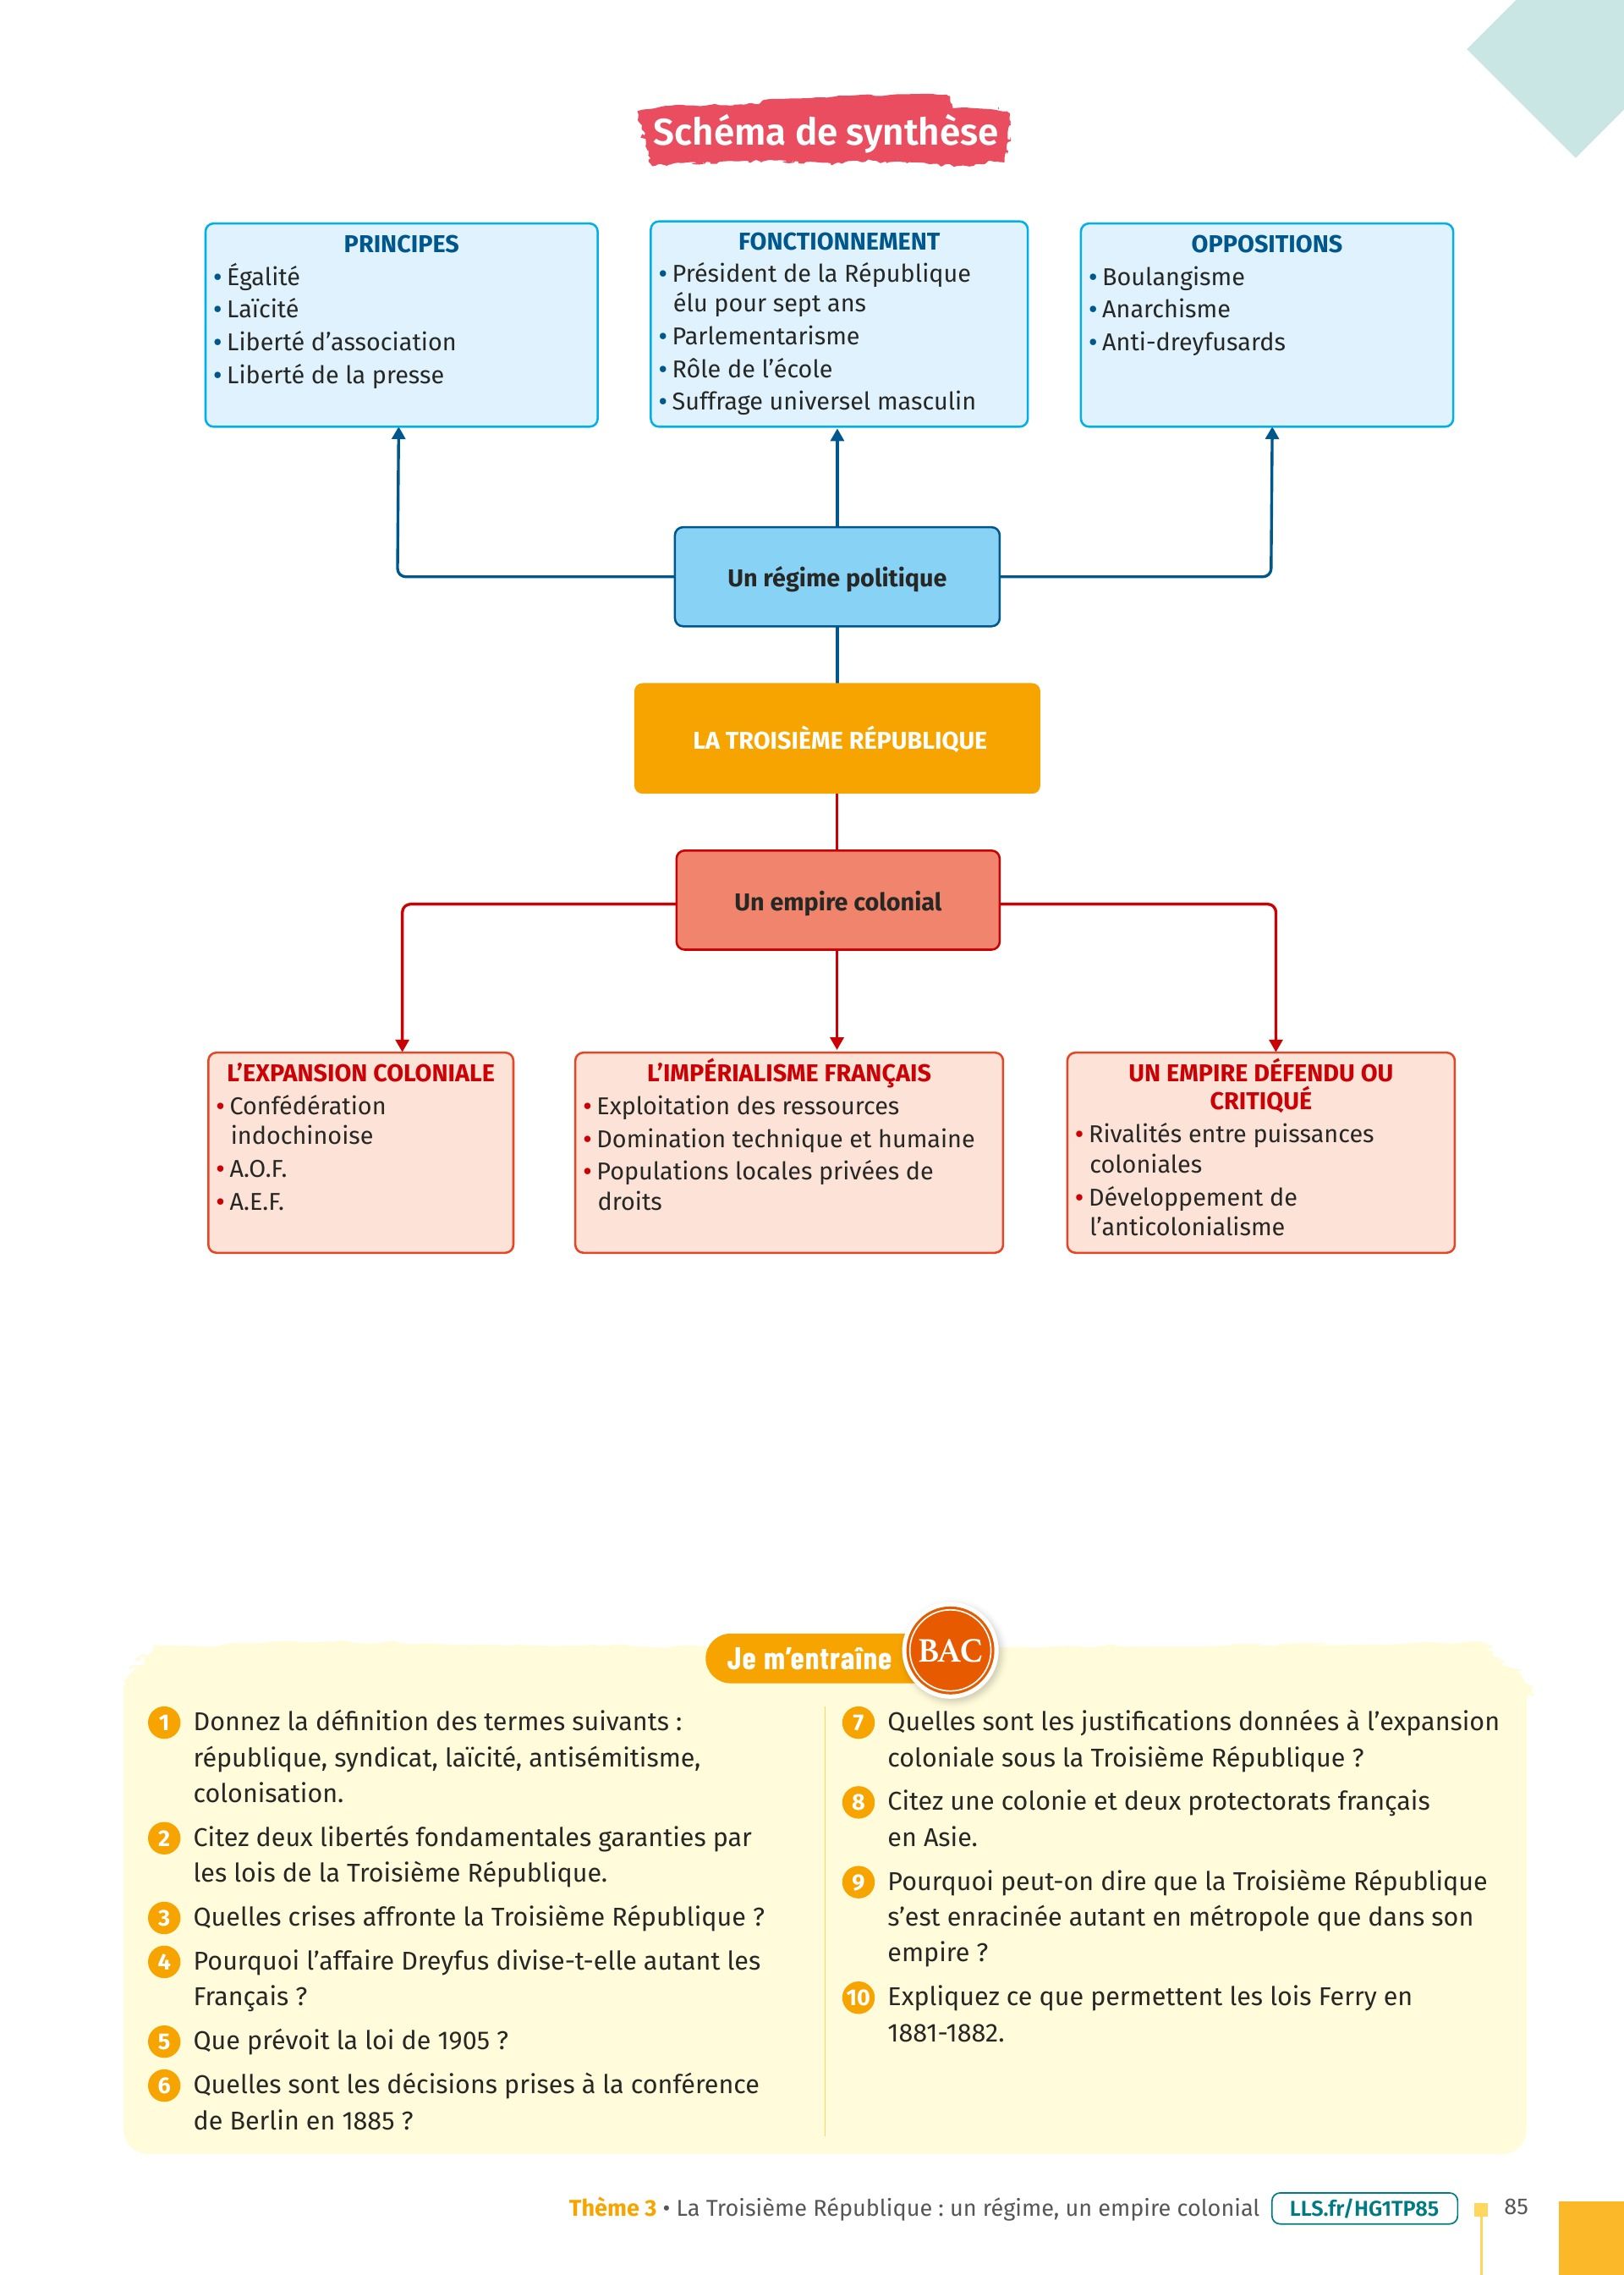 Schéma de synthèse
PRINCIPES
• Égalité
• Laïcité
• Liberté d’association
• Liberté de la presse
FONCTIONNEMENT
• Président de la République
élu pour sept ans
• Parlementarisme
• Rôle de l’école
• Suffrage universel masculin
OPPOSITIONS
• Boulangisme
• Anarchisme
• Anti-dreyfusards
Un régime politique
LA TROISIÈME RÉPUBLIQUE
Un empire colonial
L’EXPANSION COLONIALE
• Confédération
indochinoise
• A.O.F.
• A.E.F.
L’IMPÉRIALISME FRANÇAIS
• Exploitation des ressources
• Domination technique et humaine
• Populations locales privées de
droits
UN EMPIRE DÉFENDU OU
CRITIQUÉ
• Rivalités entre puissances
coloniales
• Développement de
l’anticolonialisme
Je m’entraîne BAC
1 Donnez la définition des termes suivants :
république, syndicat, laïcité, antisémitisme,
colonisation.
2 Citez deux libertés fondamentales garanties par
les lois de la Troisième République.
3 Quelles crises affronte la Troisième République ?
4 Pourquoi l’affaire Dreyfus divise-t-elle autant les
Français ?
5 Que prévoit la loi de 1905 ?
6 Quelles sont les décisions prises à la conférence
de Berlin en 1885 ?
7 Quelles sont les justifications données à l’expansion
coloniale sous la Troisième République ?
8 Citez une colonie et deux protectorats français
en Asie.
9 Pourquoi peut-on dire que la Troisième République
s’est enracinée autant en métropole que dans son
empire ?
10 Expliquez ce que permettent les lois Ferry en
1881-1882.
Thème 3 • La Troisième République : un régime, un empire colonial LLS.fr/HG1TP85 85